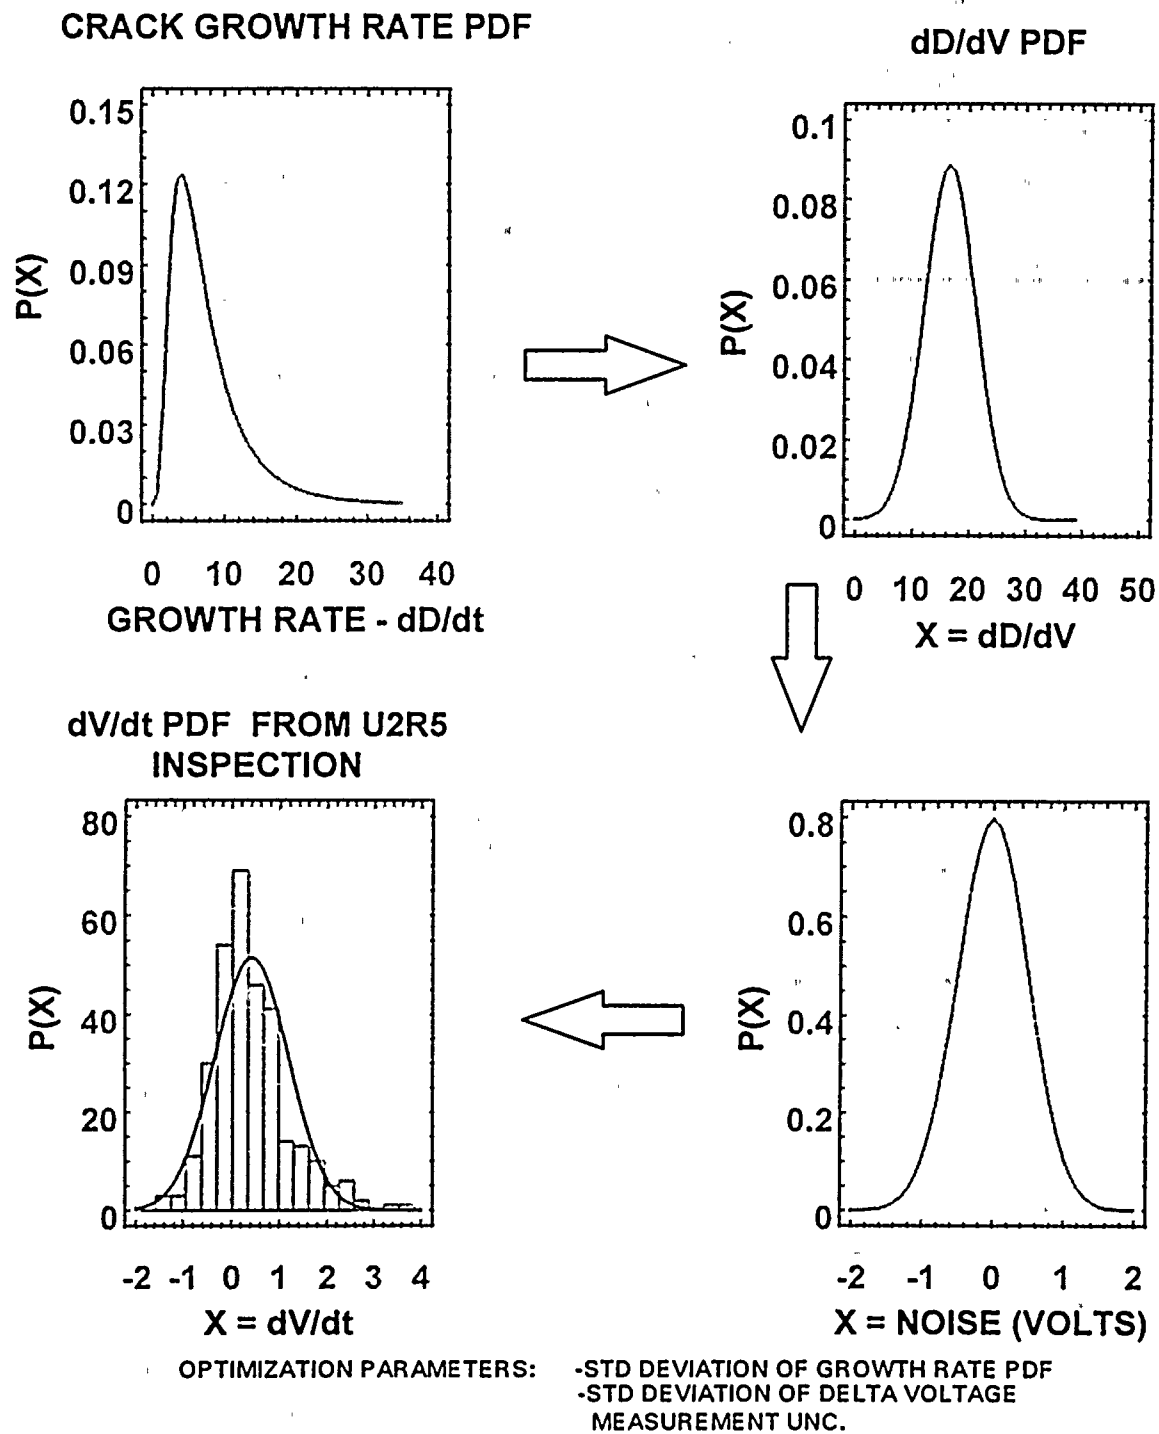 CRACK GROWTH RATE PDF
dD/dV PDF
0.15
0.12
0.09
0.06
0.03
0
P(X)
0 10 20 30 40
GROWTH RATE - dD/dt
0.1
0.08
0.06
0.04
0.02
0
P(X)
0 10 20 30 40 50
X = dD/dV
dV/dt PDF FROM U2R5
INSPECTION
80
60
40
20
0
P(X)
-2 -1 0 1 2 3 4
X = dV/dt
0.8
0.6
0.4
0.2
0
P(X)
-2 -1 0 1 2
X = NOISE (VOLTS)
OPTIMIZATION PARAMETERS: -STD DEVIATION OF GROWTH RATE PDF
-STD DEVIATION OF DELTA VOLTAGE
MEASUREMENT UNC.